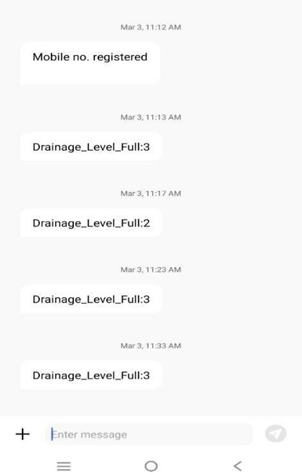 Mar 3, 11:12 AM
Mobile no. registered
Mar 3, 11:13 AM
Drainage_Level_Full:3
Mar 3, 11:17 AM
Drainage_Level_Full:2
Mar 3, 11:23 AM
Drainage_Level_Full:3
Mar 3, 11:33 AM
Drainage_Level_Full:3
Enter message